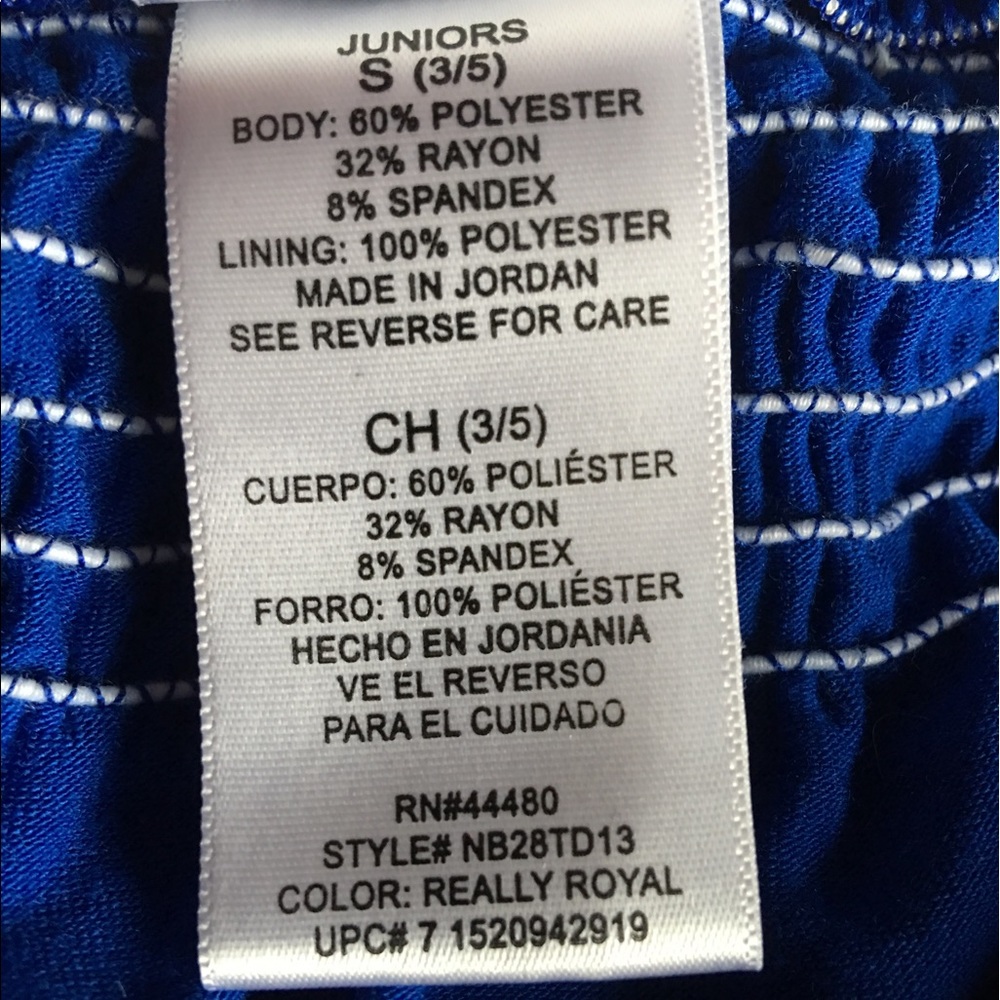 JUNIORS
S (3/5)
BODY: 60% POLYESTER
32% RAYON
8% SPANDEX
LINING: 100% POLYESTER
MADE IN JORDAN
SEE REVERSE FOR CARE
CH (3/5)
CUERPO: 60% POLIÉSTER
32% RAYON
8% SPANDEX
FORRO: 100% POLIÉSTER
HECHO EN JORDANIA
VE EL REVERSO
PARA EL CUIDADO
RN#44480
STYLE# NB28TD13
COLOR: REALLY ROYAL
UPC# 7 1520942919